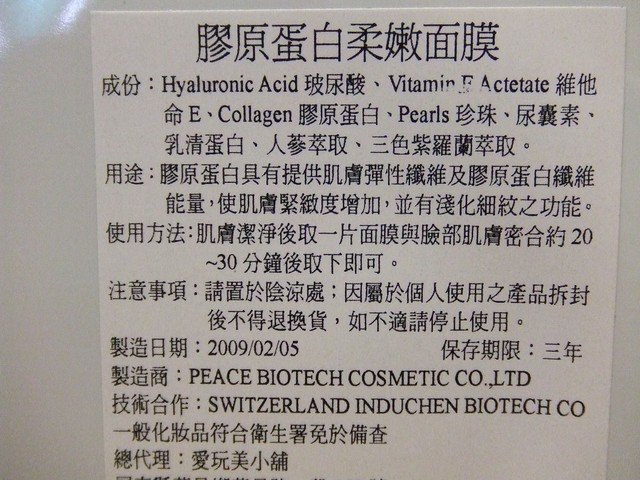 膠原蛋白柔嫩面膜
成份：Hyaluronic Acid 玻尿酸、Vitamin E Actetate 維他
命 E、Collagen 膠原蛋白、Pearls 珍珠、尿囊素、
乳清蛋白、人蔘萃取、三色紫羅蘭萃取。
用途：膠原蛋白具有提供肌膚彈性纖維及膠原蛋白纖維
能量，使肌膚緊緻度增加，並有淺化細紋之功能。
使用方法：肌膚潔淨後取一片面膜與臉部肌膚密合約 20
~30 分鐘後取下即可。
注意事項：請置於陰涼處；因屬於個人使用之產品拆封
後不得退換貨，如不適請停止使用。
製造日期：2009/02/05 保存期限：三年
製造商：PEACE BIOTECH COSMETIC CO.,LTD
技術合作：SWITZERLAND INDUCHEN BIOTECH CO
一般化妝品符合衛生署免於備查
總代理：愛玩美小舖